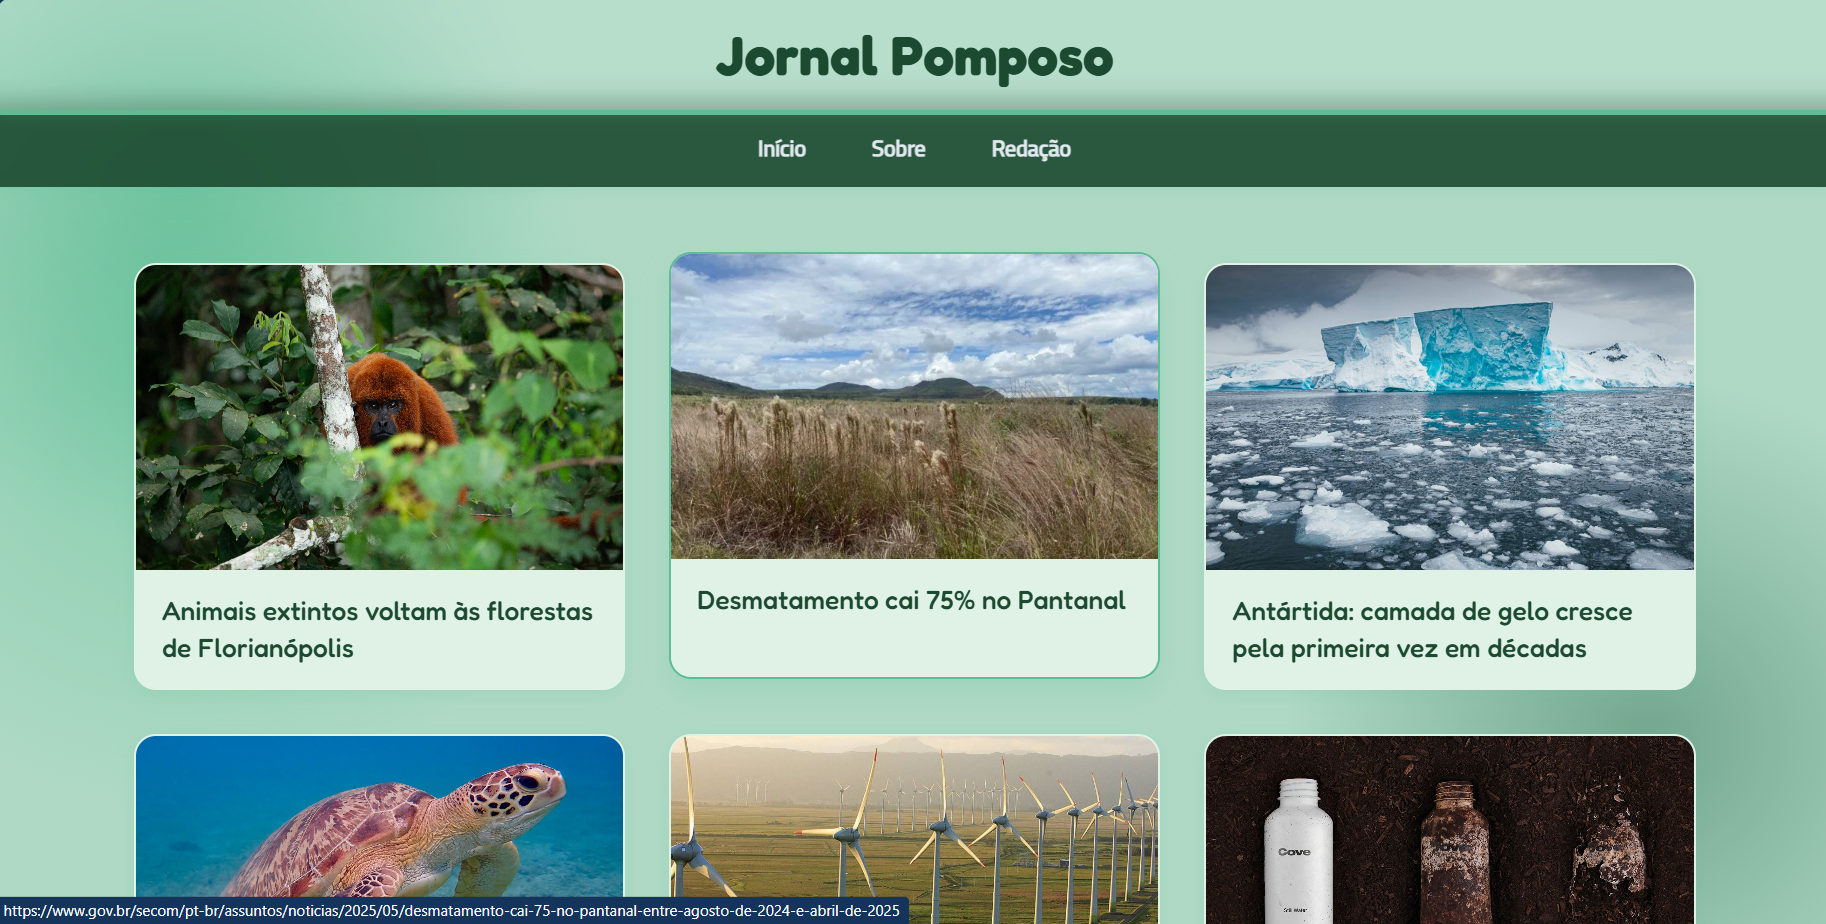 Jornal Pomposo
Início Sobre Redação
Animais extintos voltam às florestas
de Florianópolis
Desmatamento cai 75% no Pantanal
Antártida: camada de gelo cresce
pela primeira vez em décadas
Cove
Still Water
https://www.gov.br/secom/pt-br/assuntos/noticias/2025/05/desmatamento-cai-75-no-pantanal-entre-agosto-de-2024-e-abril-de-2025